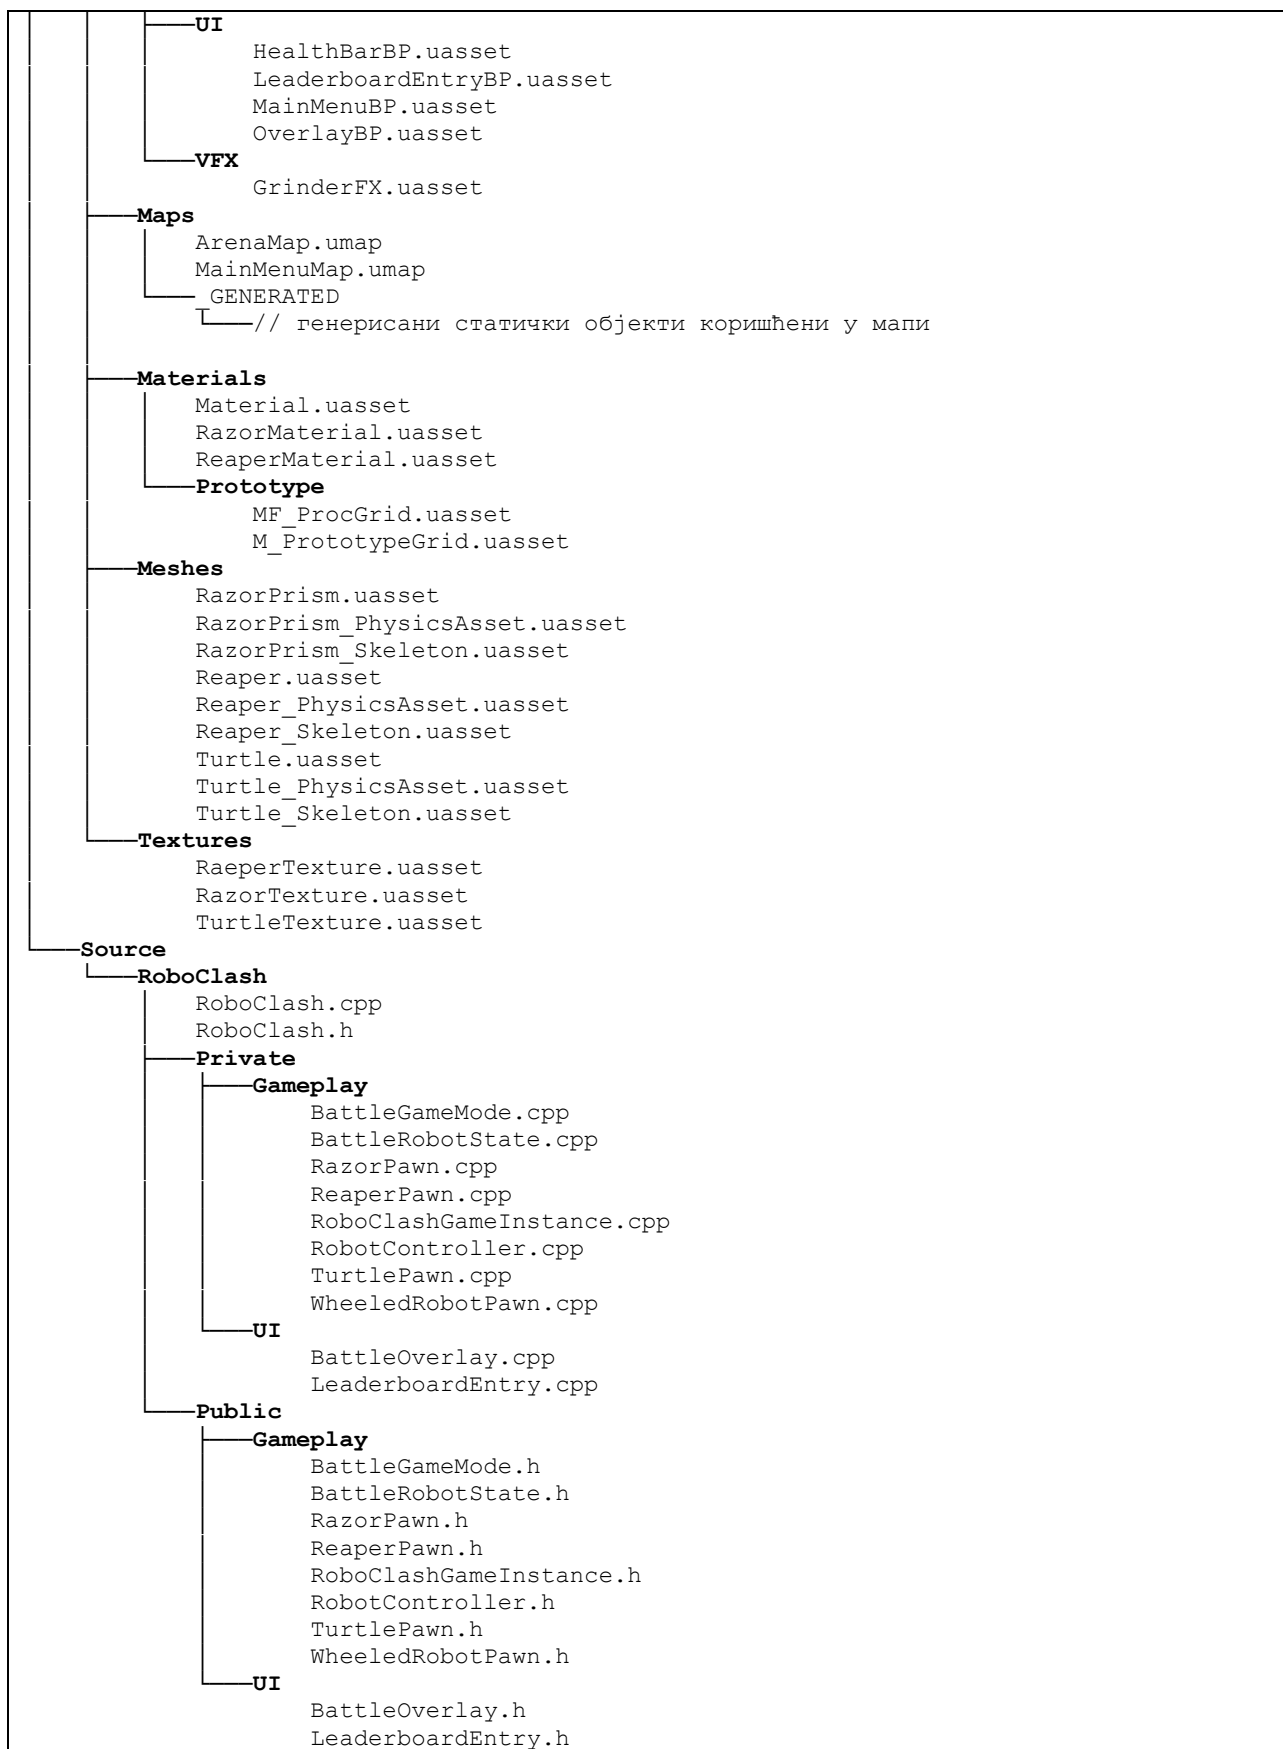 UI
HealthBarBP.uasset
LeaderboardEntryBP.uasset
MainMenuBP.uasset
OverlayBP.uasset
VFX
GrinderFX.uasset
Maps
ArenaMap.umap
MainMenuMap.umap
_GENERATED
// генерисани статички објекти коришћени у мапи
Materials
Material.uasset
RazorMaterial.uasset
ReaperMaterial.uasset
Prototype
MF_ProcGrid.uasset
M_PrototypeGrid.uasset
Meshes
RazorPrism.uasset
RazorPrism_PhysicsAsset.uasset
RazorPrism_Skeleton.uasset
Reaper.uasset
Reaper_PhysicsAsset.uasset
Reaper_Skeleton.uasset
Turtle.uasset
Turtle_PhysicsAsset.uasset
Turtle_Skeleton.uasset
Textures
RaeperTexture.uasset
RazorTexture.uasset
TurtleTexture.uasset
Source
RoboClash
RoboClash.cpp
RoboClash.h
Private
Gameplay
BattleGameMode.cpp
BattleRobotState.cpp
RazorPawn.cpp
ReaperPawn.cpp
RoboClashGameInstance.cpp
RobotController.cpp
TurtlePawn.cpp
WheeledRobotPawn.cpp
UI
BattleOverlay.cpp
LeaderboardEntry.cpp
Public
Gameplay
BattleGameMode.h
BattleRobotState.h
RazorPawn.h
ReaperPawn.h
RoboClashGameInstance.h
RobotController.h
TurtlePawn.h
WheeledRobotPawn.h
UI
BattleOverlay.h
LeaderboardEntry.h